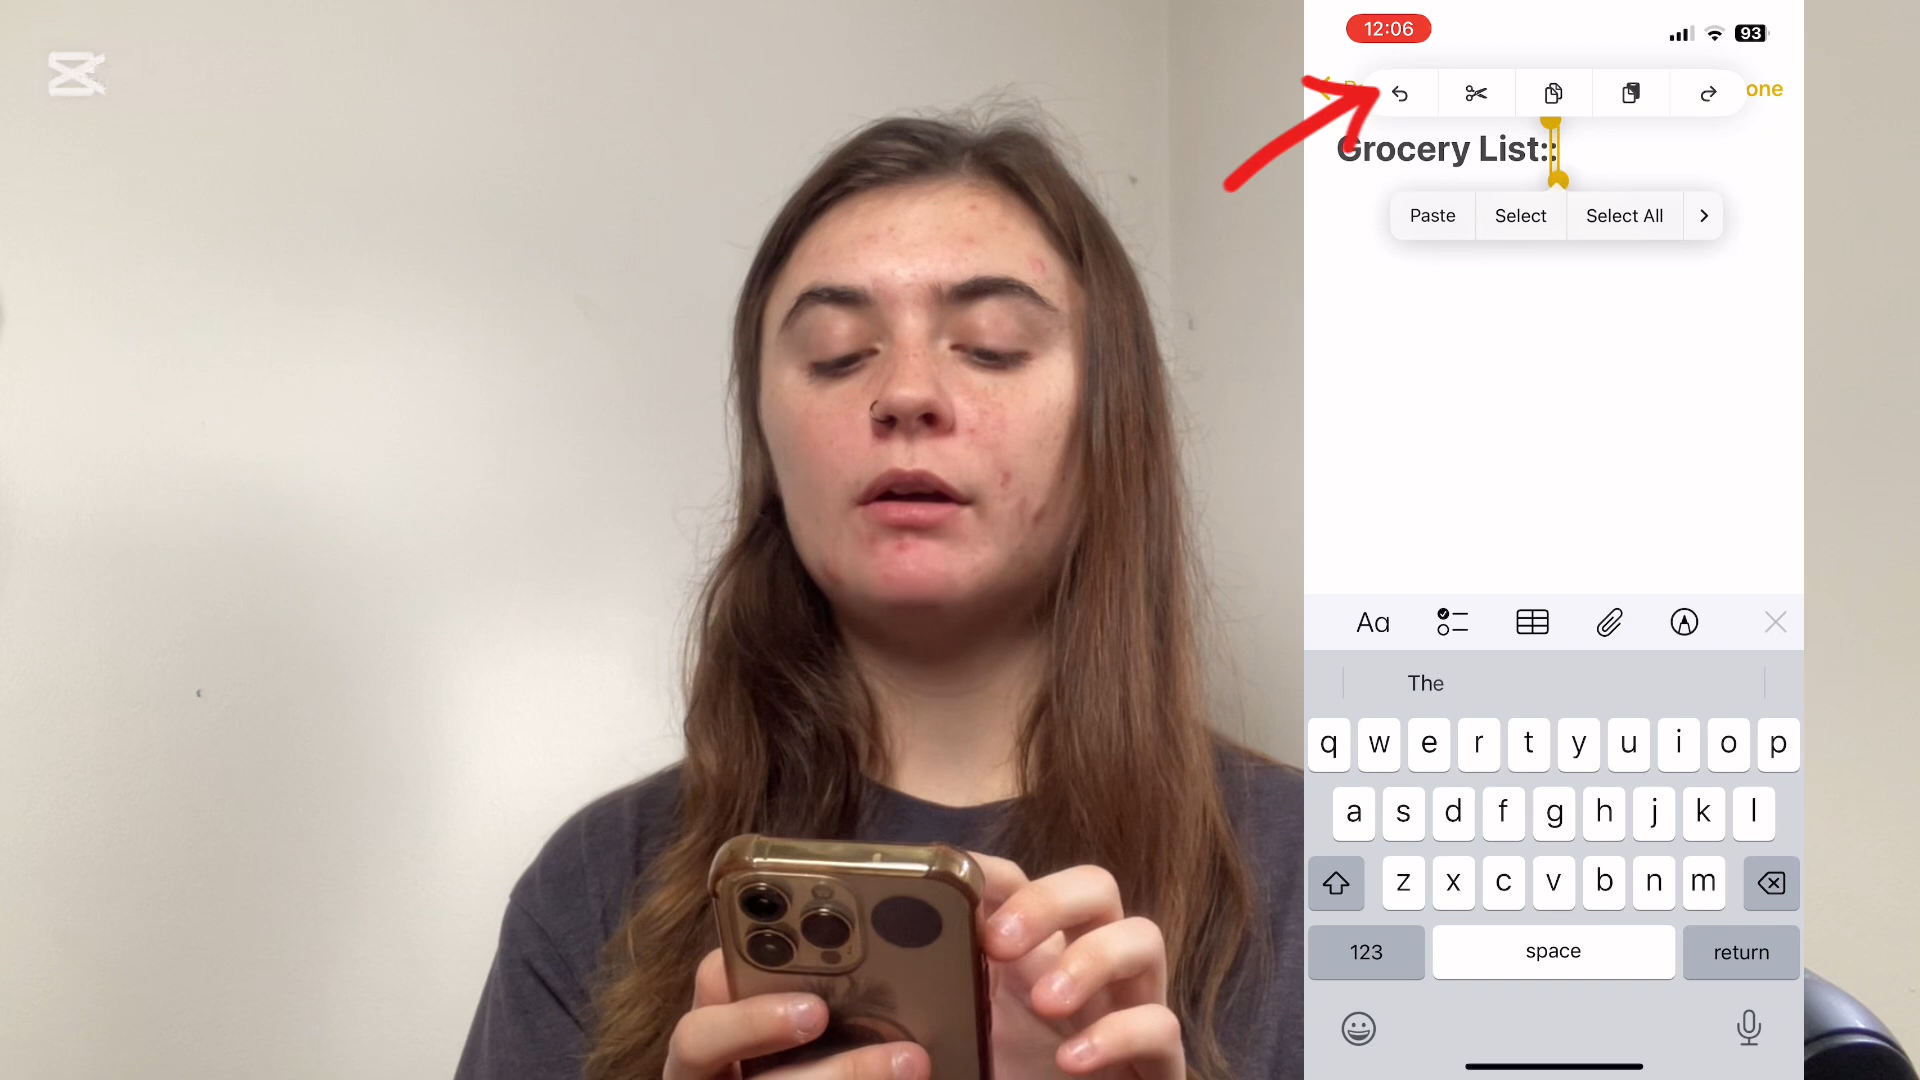 12:06
93
one
Grocery List::
Paste Select Select All
Aa
The
q w e r t y u i o p
a s d f g h j k l
z x c v b n m
123 space return